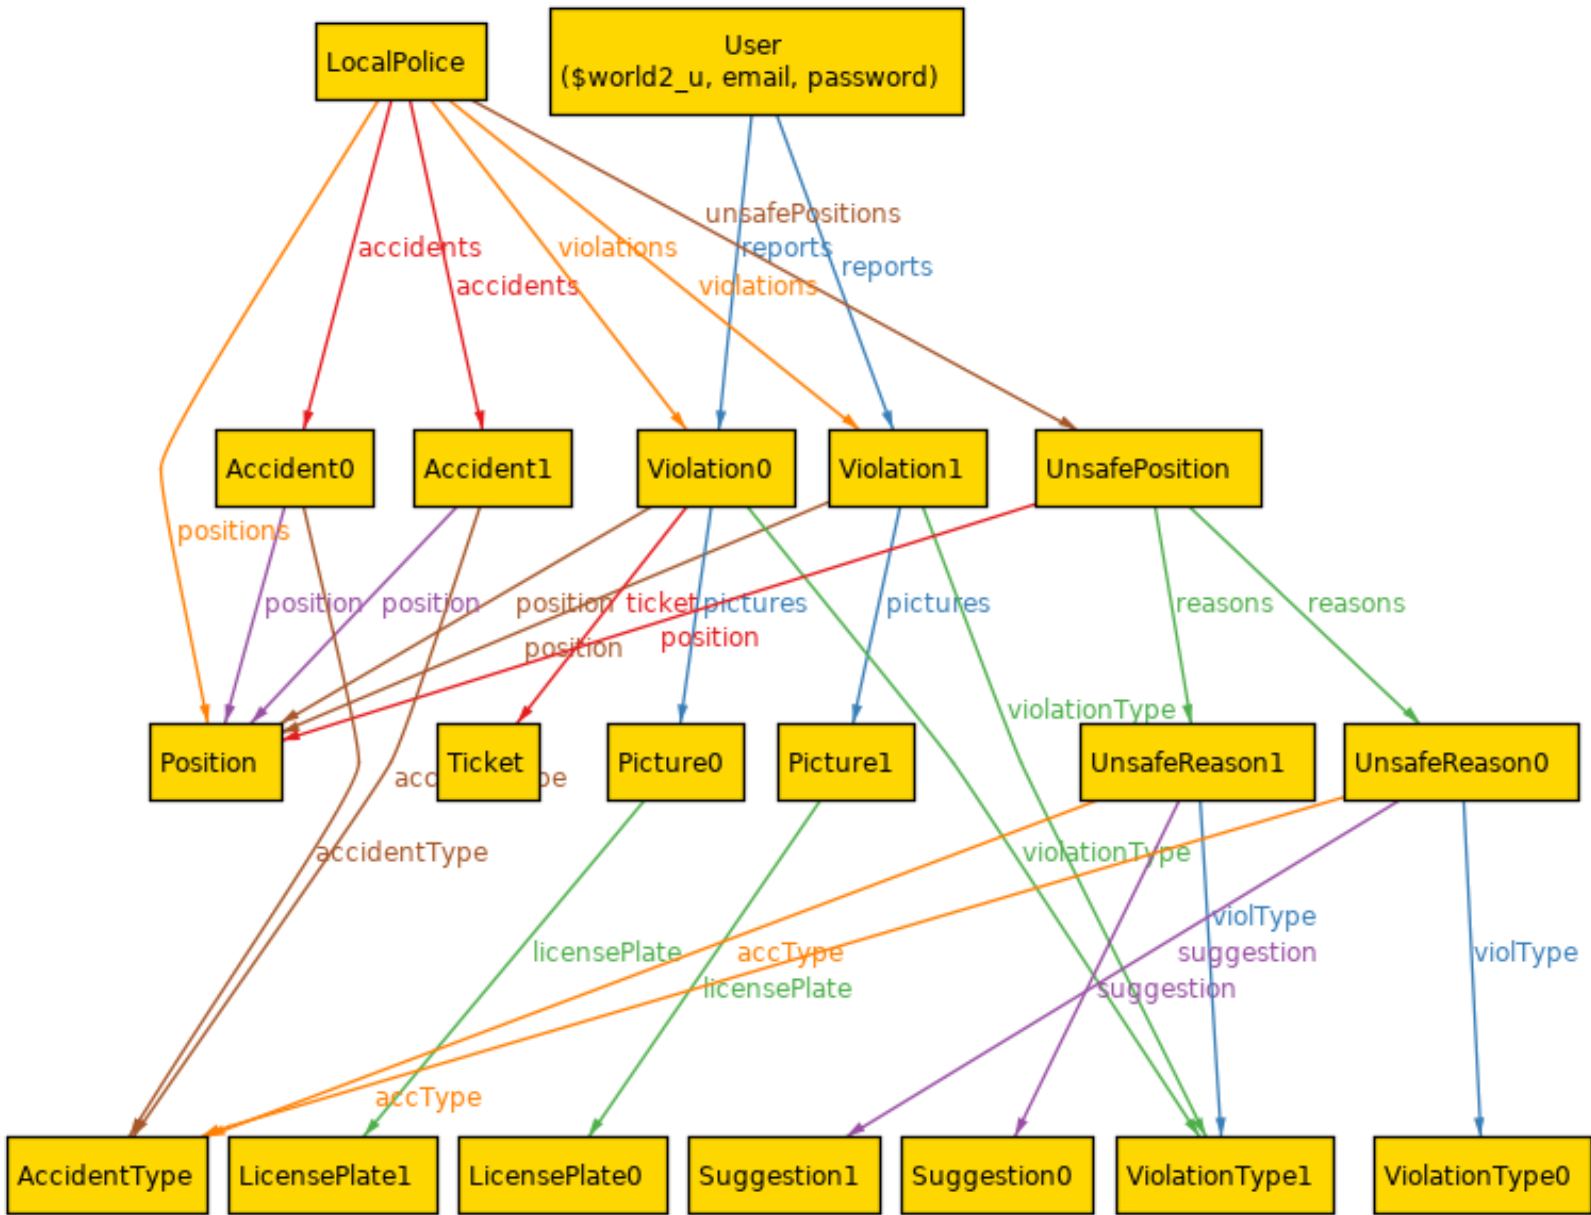 LocalPolice
User
($world2_u, email, password)
unsafePositions
accidents
violations
reports
reports
accidents
violations
Accident0
Accident1
Violation0
Violation1
UnsafePosition
positions
position
position
position
ticket
pictures
pictures
reasons
reasons
position
position
violationType
Position
Ticket
Picture0
Picture1
UnsafeReason1
UnsafeReason0
accidentType
violationType
violType
licensePlate
accType
suggestion
violType
licensePlate
suggestion
accType
AccidentType
LicensePlate1
LicensePlate0
Suggestion1
Suggestion0
ViolationType1
ViolationType0